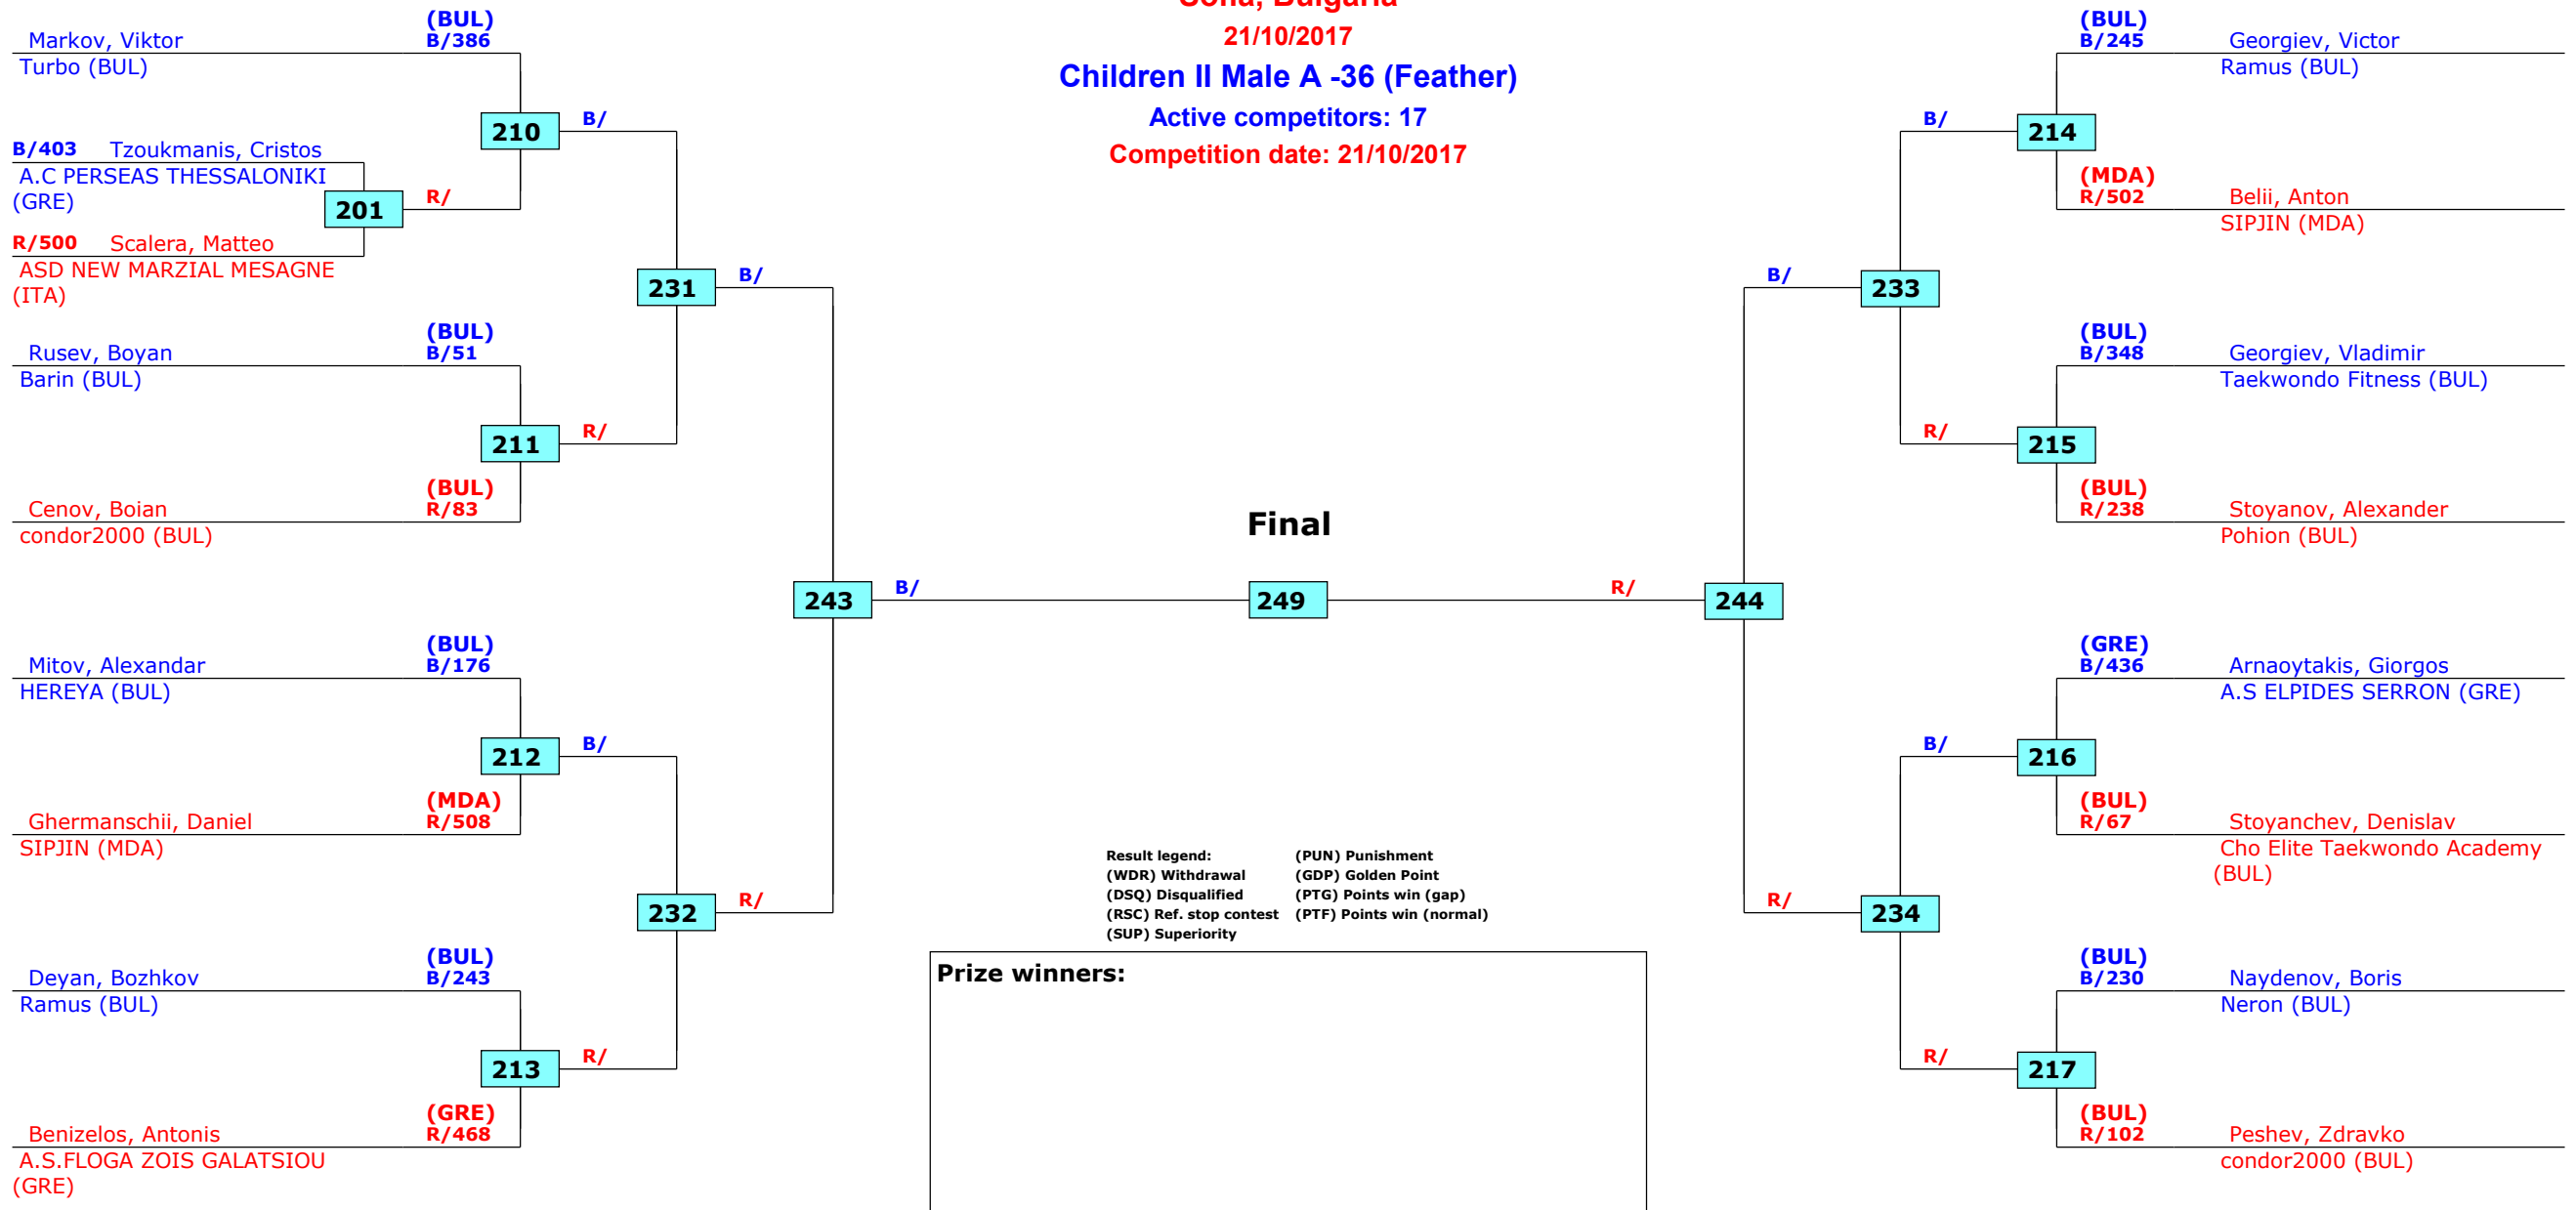 Sofia, Bulgaria
21/10/2017
Children II Male A -36 (Feather)
Active competitors: 17
Competition date: 21/10/2017
(BUL)
Markov, Viktor B/386
Turbo (BUL)
210
B/
B/403 Tzoukmanis, Cristos
A.C PERSEAS THESSALONIKI
(GRE)
201
R/
R/500 Scalera, Matteo
ASD NEW MARZIAL MESAGNE
(ITA)
231
B/
(BUL)
Rusev, Boyan B/51
Barin (BUL)
211
R/
(BUL)
Cenov, Boian R/83
condor2000 (BUL)
243
B/
(BUL)
Mitov, Alexandar B/176
HEREYA (BUL)
212
B/
(MDA)
Ghermanschii, Daniel R/508
SIPJIN (MDA)
232
R/
(BUL)
Deyan, Bozhkov B/243
Ramus (BUL)
213
R/
(GRE)
Benizelos, Antonis R/468
A.S.FLOGA ZOIS GALATSIOU
(GRE)
Final
249
R/
244
(BUL)
B/245 Georgiev, Victor
Ramus (BUL)
B/
214
(MDA)
R/502 Belii, Anton
SIPJIN (MDA)
B/
233
(BUL)
B/348 Georgiev, Vladimir
Taekwondo Fitness (BUL)
R/
215
(BUL)
R/238 Stoyanov, Alexander
Pohion (BUL)
(GRE)
B/436 Arnaoytakis, Giorgos
A.S ELPIDES SERRON (GRE)
B/
216
(BUL)
R/67 Stoyanchev, Denislav
Cho Elite Taekwondo Academy
(BUL)
R/
234
(BUL)
B/230 Naydenov, Boris
Neron (BUL)
R/
217
(BUL)
R/102 Peshev, Zdravko
condor2000 (BUL)
Result legend: (PUN) Punishment
(WDR) Withdrawal (GDP) Golden Point
(DSQ) Disqualified (PTG) Points win (gap)
(RSC) Ref. stop contest (PTF) Points win (normal)
(SUP) Superiority
Prize winners: